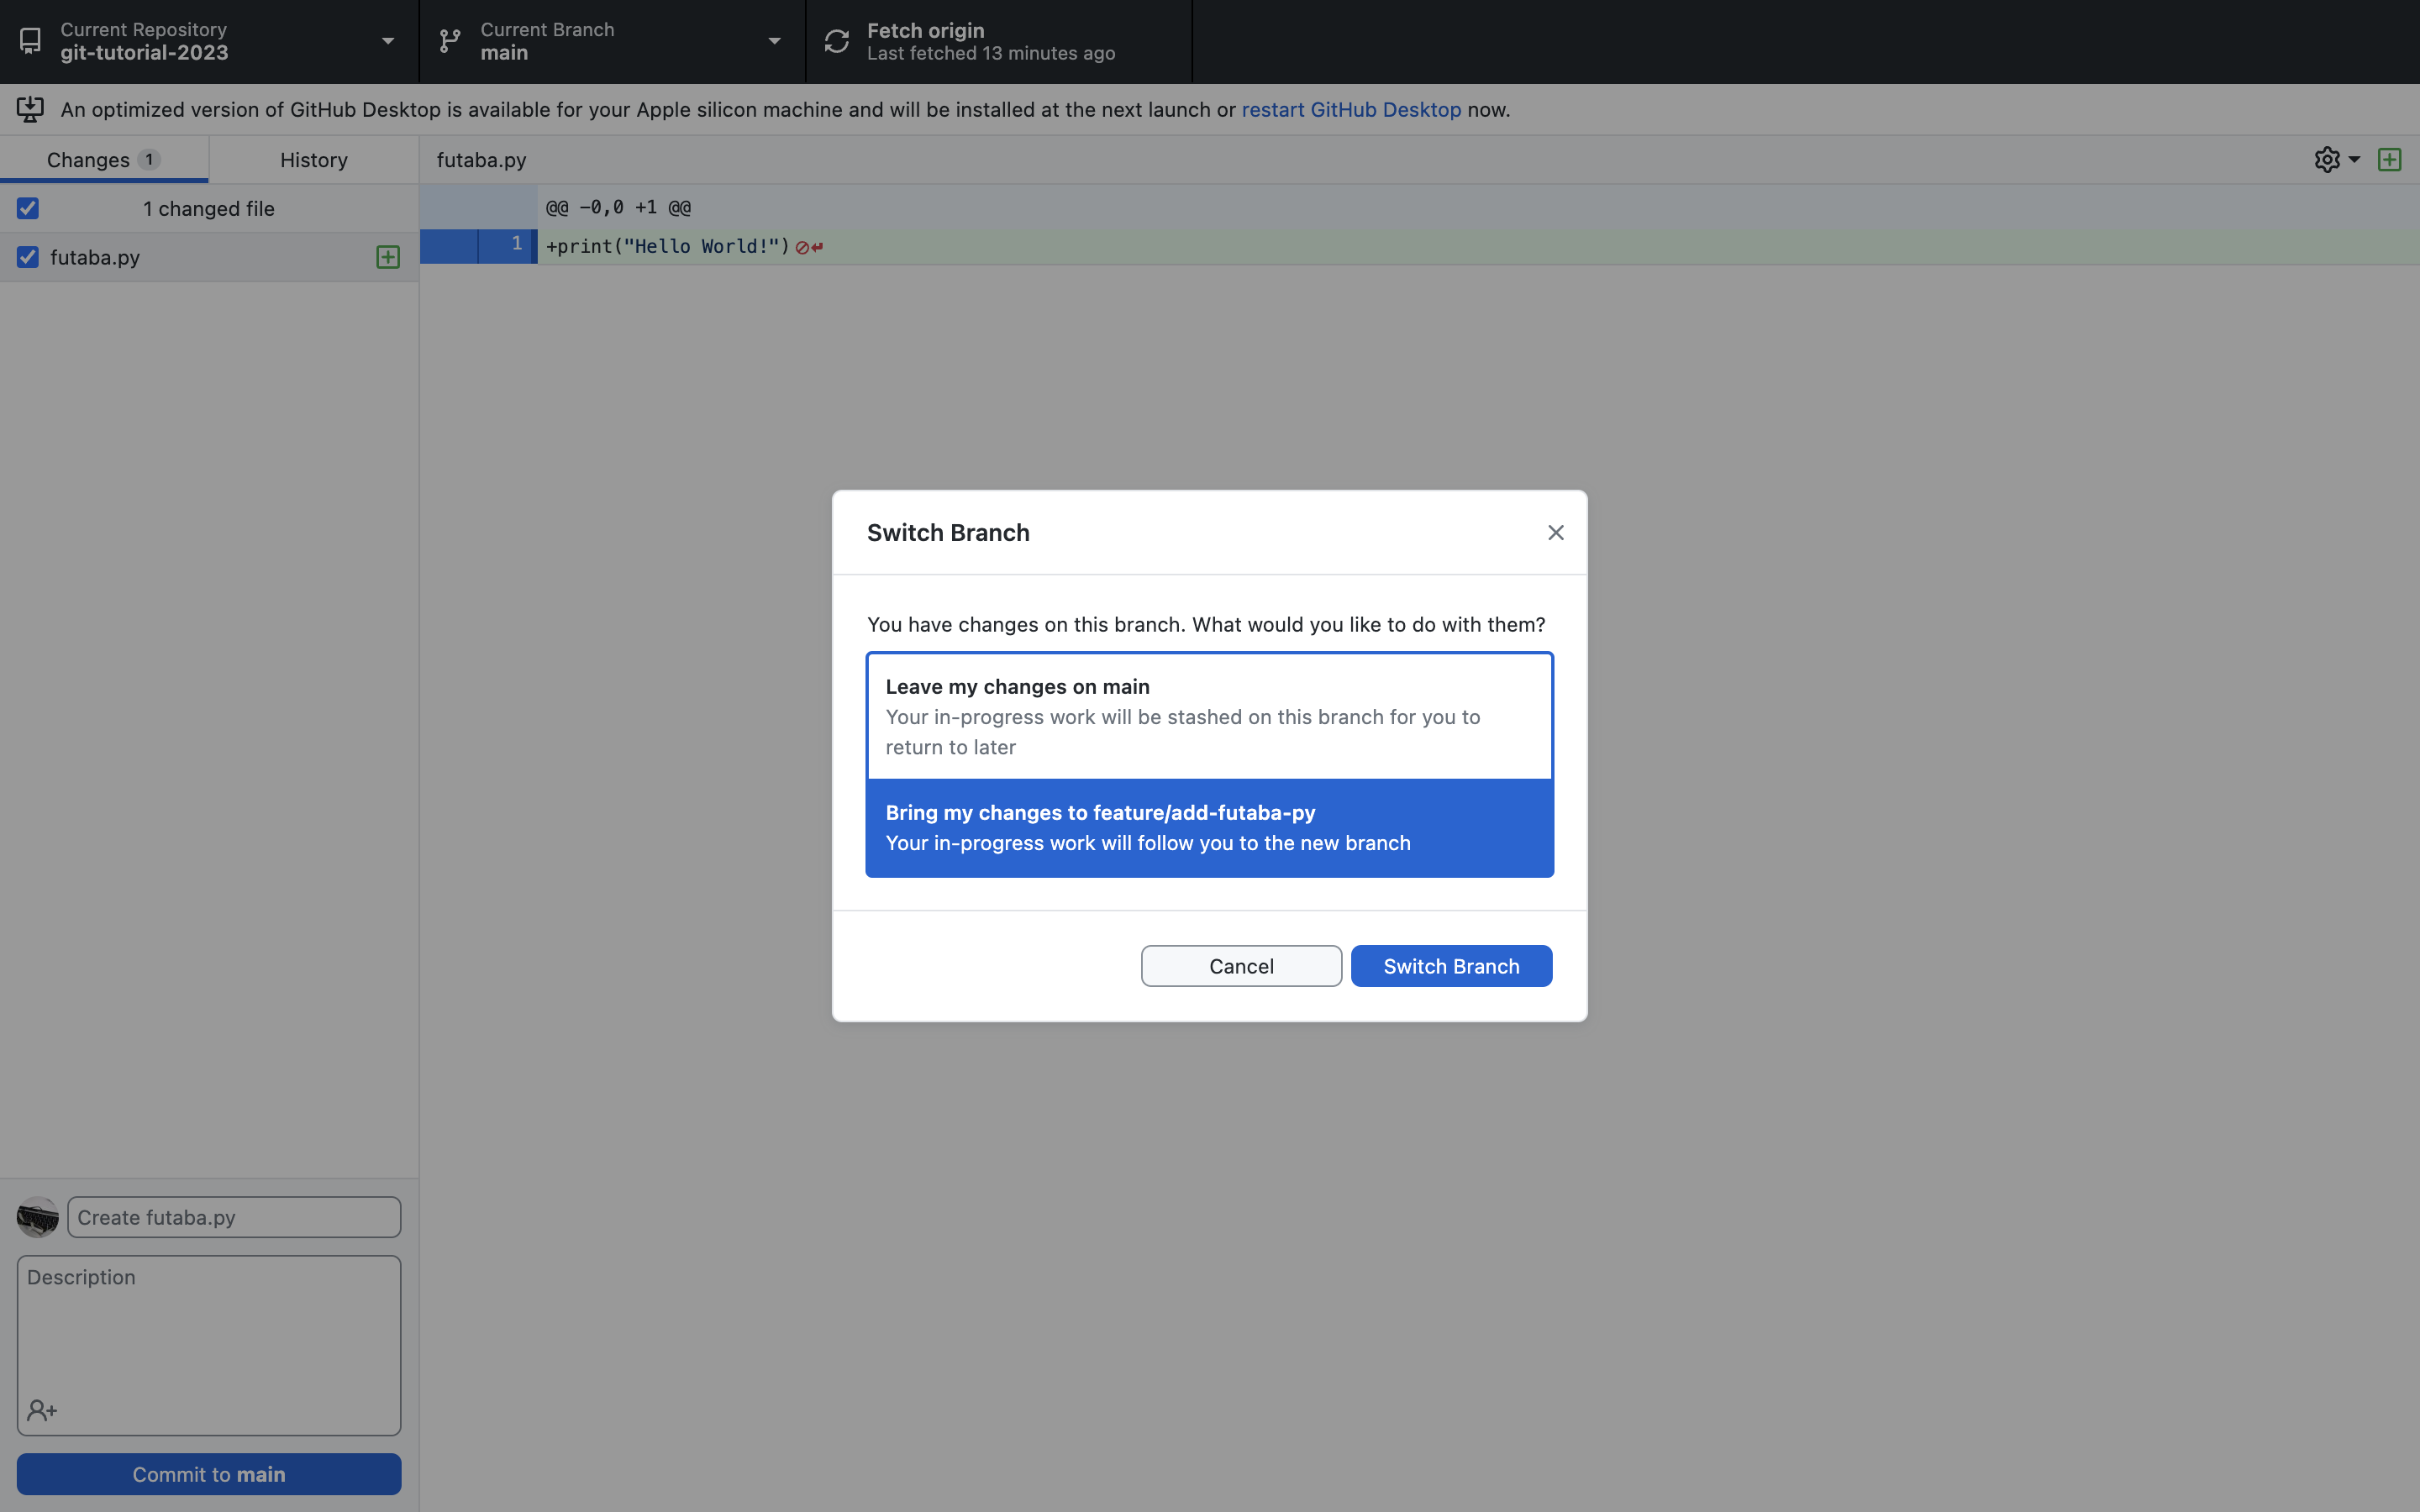 Current Repository
git-tutorial-2023
Current Branch
main
Fetch origin
Last fetched 13 minutes ago
An optimized version of GitHub Desktop is available for your Apple silicon machine and will be installed at the next launch or restart GitHub Desktop now.
Changes 1
History
futaba.py
1 changed file
futaba.py
@@ -0,0 +1 @@
1 +print("Hello World!")
Switch Branch
You have changes on this branch. What would you like to do with them?
Leave my changes on main
Your in-progress work will be stashed on this branch for you to
return to later
Bring my changes to feature/add-futaba-py
Your in-progress work will follow you to the new branch
Cancel
Switch Branch
Create futaba.py
Description
Commit to main